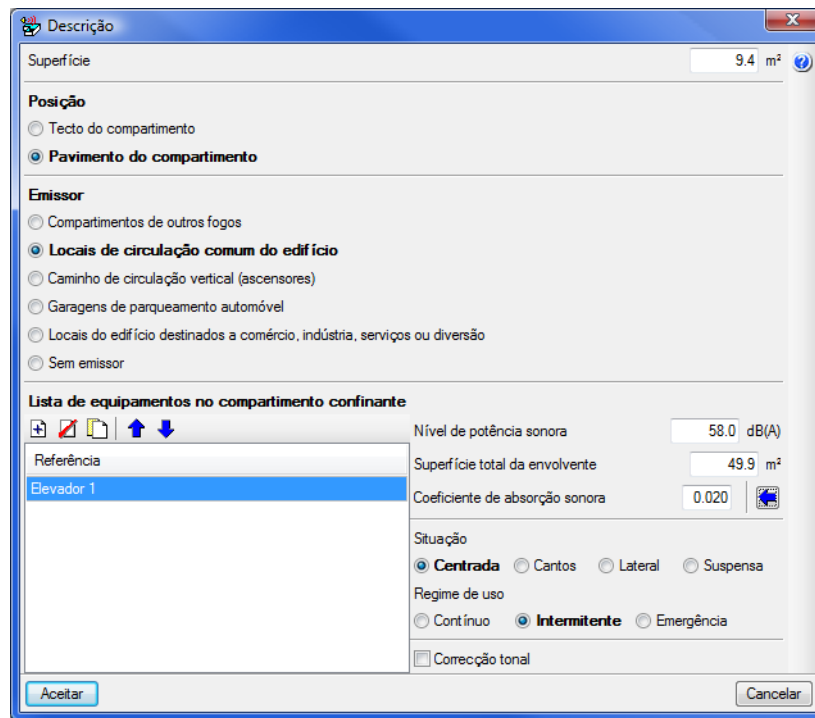 Descrição
Superfície 9.4 m²
Posição
Tecto do compartimento
Pavimento do compartimento
Emissor
Compartimentos de outros fogos
Locais de circulação comum do edifício
Caminho de circulação vertical (ascensores)
Garagens de parqueamento automóvel
Locais do edifício destinados a comércio, indústria, serviços ou diversão
Sem emissor
Lista de equipamentos no compartimento confinante
Referência
Elevador 1
Nível de potência sonora 58.0 dB(A)
Superfície total da envolvente 49.9 m²
Coeficiente de absorção sonora 0.020
Situação
Centrada Cantos Lateral Suspensa
Regime de uso
Contínuo Intermitente Emergência
Correcção tonal
Aceitar Cancelar